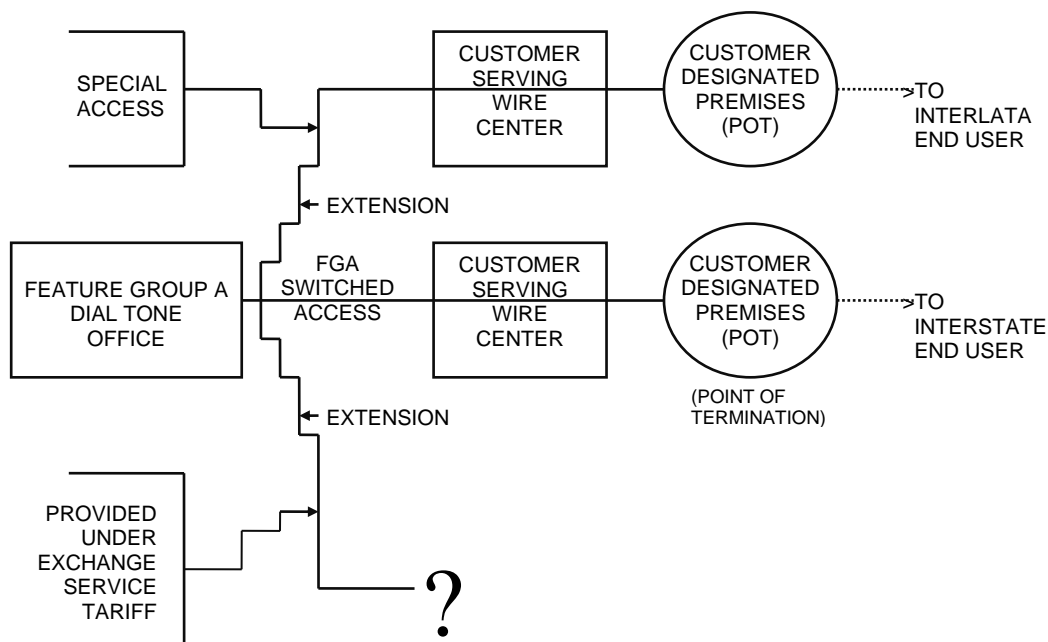 SPECIAL
ACCESS
CUSTOMER
SERVING
WIRE
CENTER
CUSTOMER
DESIGNATED
PREMISES
(POT)
>TO
INTERLATA
END USER
EXTENSION
FEATURE GROUP A
DIAL TONE
OFFICE
FGA
SWITCHED
ACCESS
CUSTOMER
SERVING
WIRE
CENTER
CUSTOMER
DESIGNATED
PREMISES
(POT)
>TO
INTERSTATE
END USER
(POINT OF
TERMINATION)
EXTENSION
PROVIDED
UNDER
EXCHANGE
SERVICE
TARIFF
?